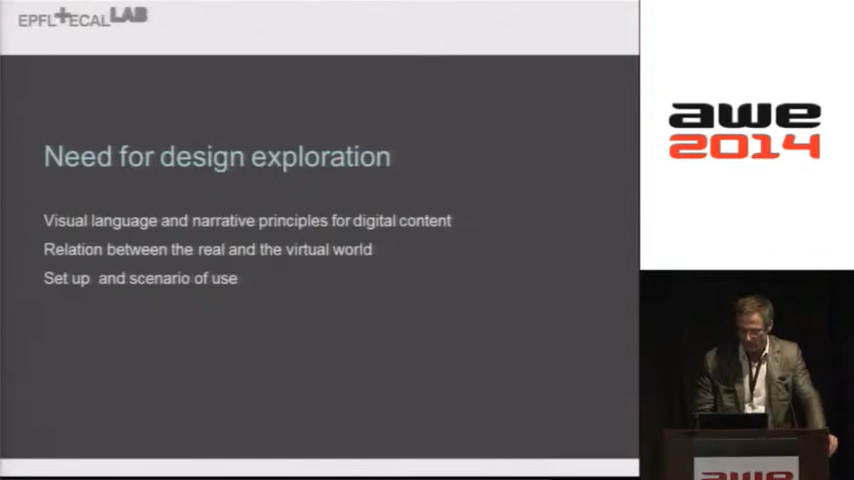 EPFL+ECAL LAB
Need for design exploration
Visual language and narrative principles for digital content
Relation between the real and the virtual world
Set up and scenario of use
awe
2014
awe